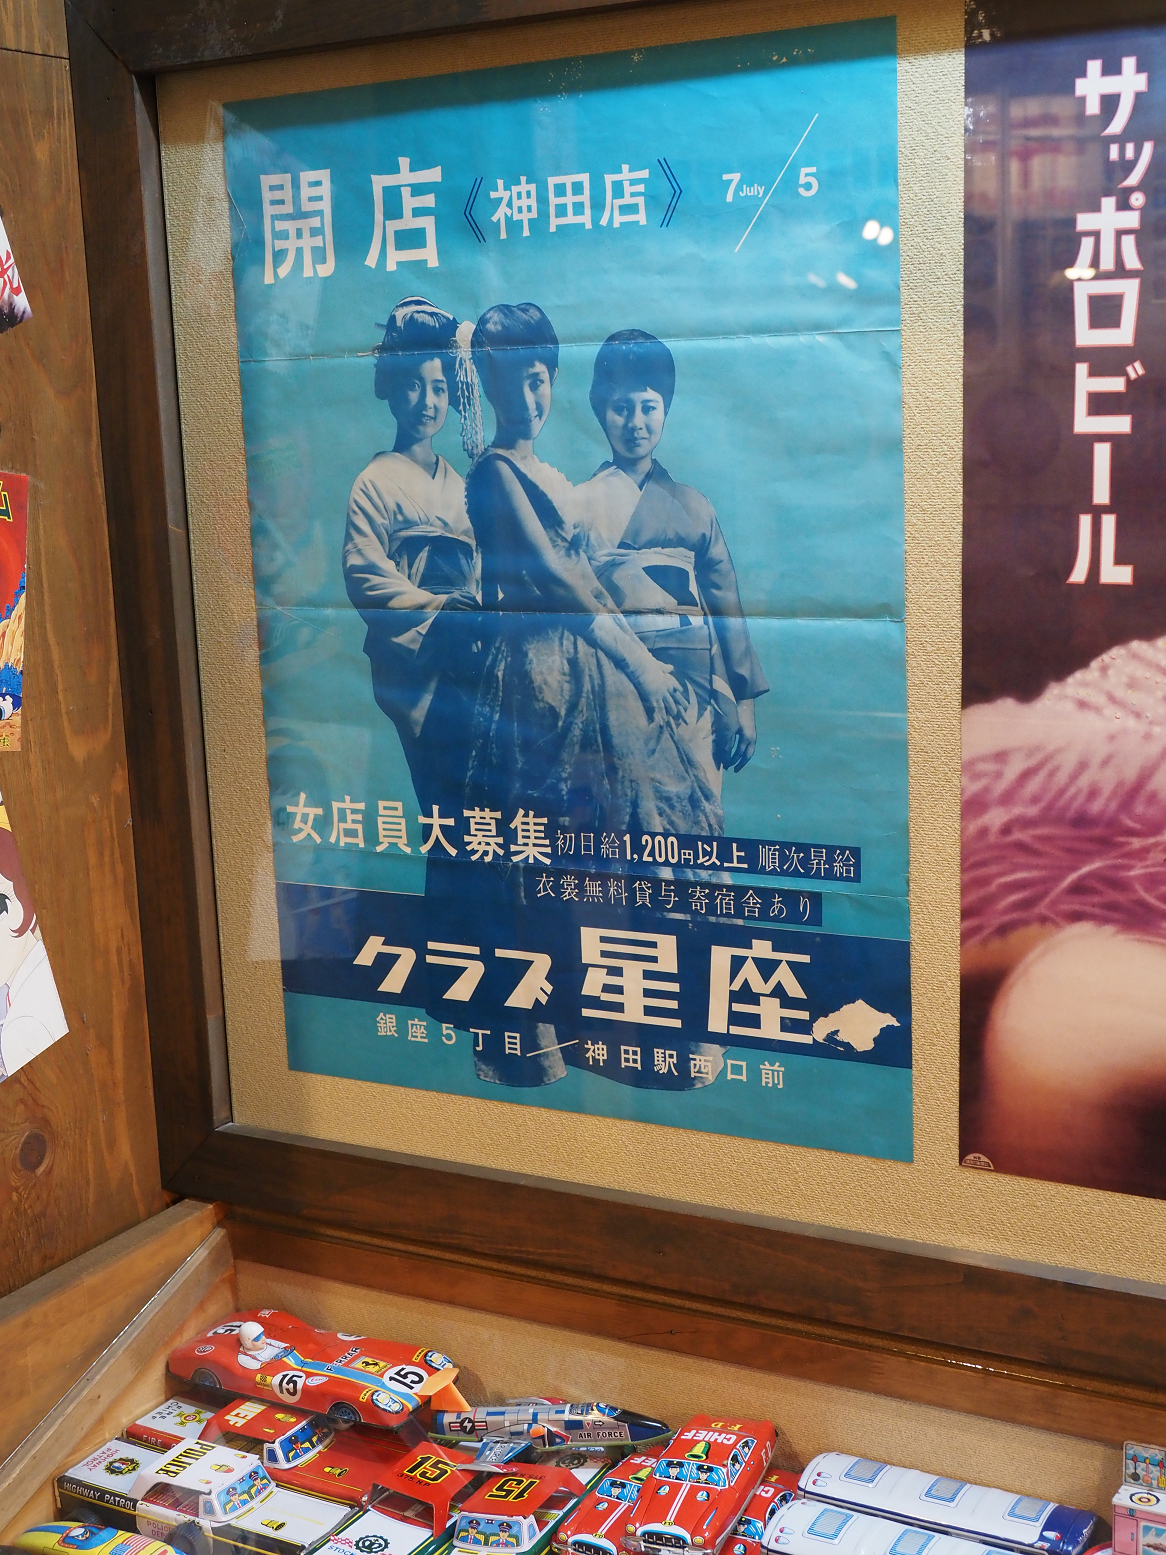 開店《神田店》7July/5
女店員大募集 初日給1,200円以上 順次昇給
衣裳無料貸与 寄宿舎あり
クラブ 星座
銀座5丁目/神田駅西口前
サッポロビール
15
FERRARI
15
AIR FORCE
CHIEF
F.D
CHIEF
FIRE
POLICE
HIGHWAY PATROL
15
15